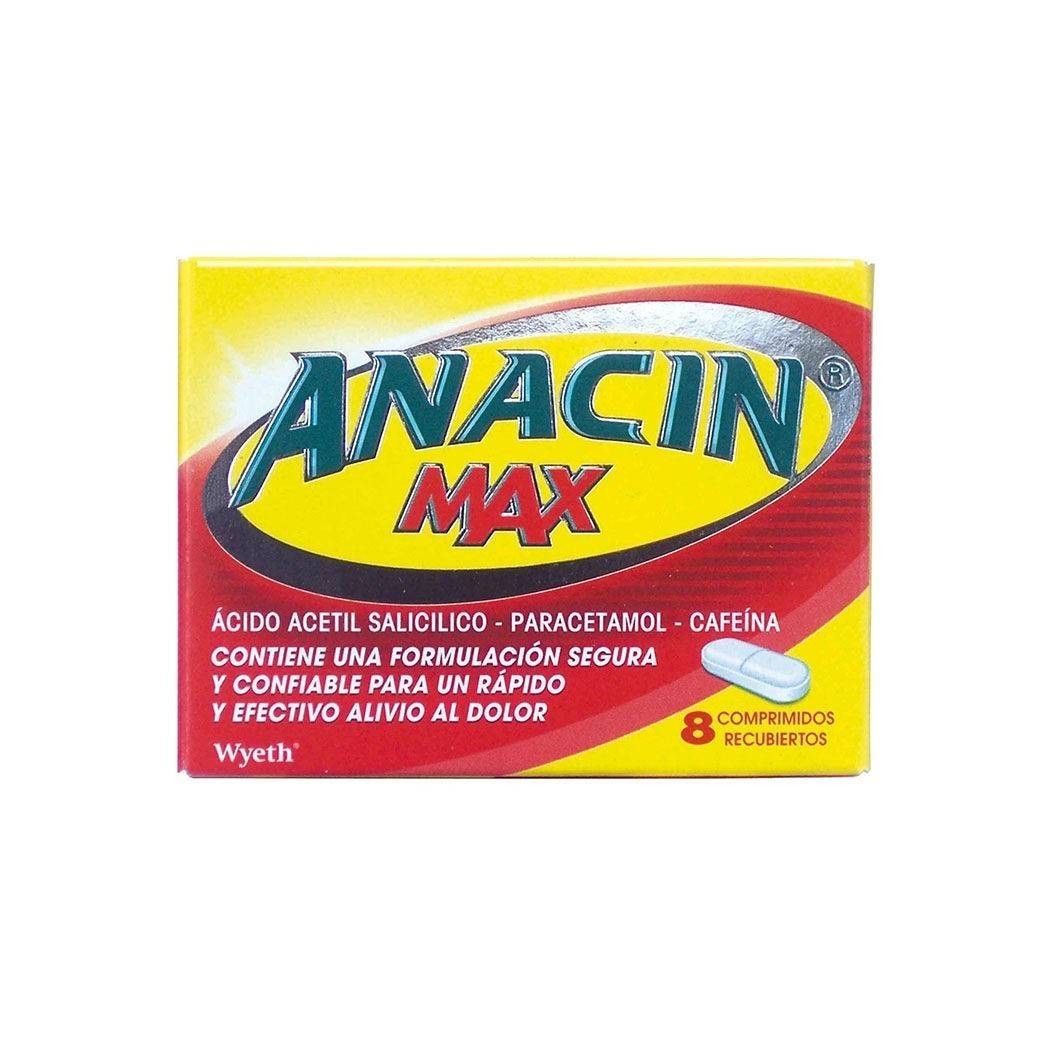 ANACIN®
MAX
ÁCIDO ACETIL SALICILICO - PARACETAMOL - CAFEÍNA
CONTIENE UNA FORMULACIÓN SEGURA
Y CONFIABLE PARA UN RÁPIDO
Y EFECTIVO ALIVIO AL DOLOR
8 COMPRIMIDOS
RECUBIERTOS
Wyeth®